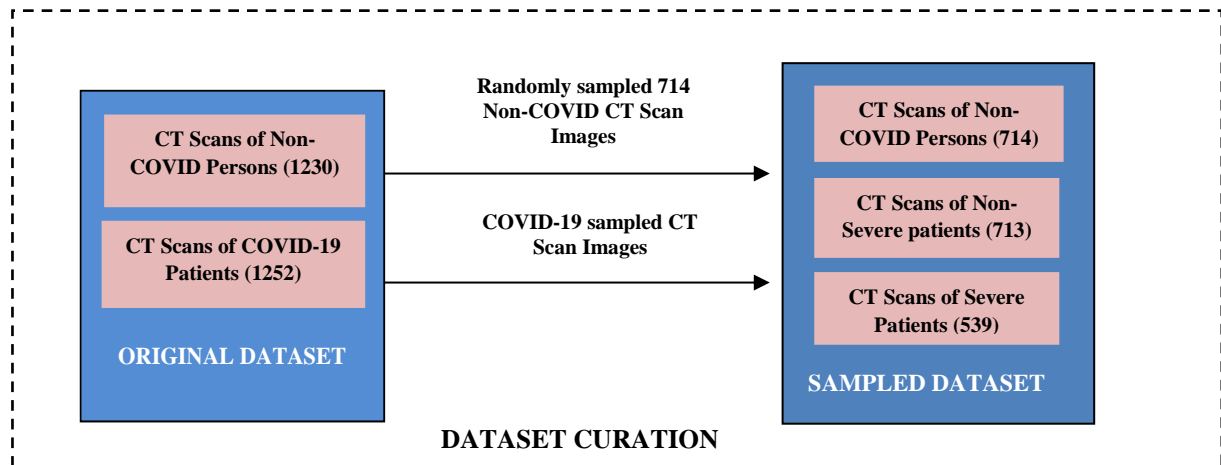 CT Scans of Non-
COVID Persons (1230)
CT Scans of COVID-19
Patients (1252)
ORIGINAL DATASET
Randomly sampled 714
Non-COVID CT Scan
Images
COVID-19 sampled CT
Scan Images
CT Scans of Non-
COVID Persons (714)
CT Scans of Non-
Severe patients (713)
CT Scans of Severe
Patients (539)
SAMPLED DATASET
DATASET CURATION